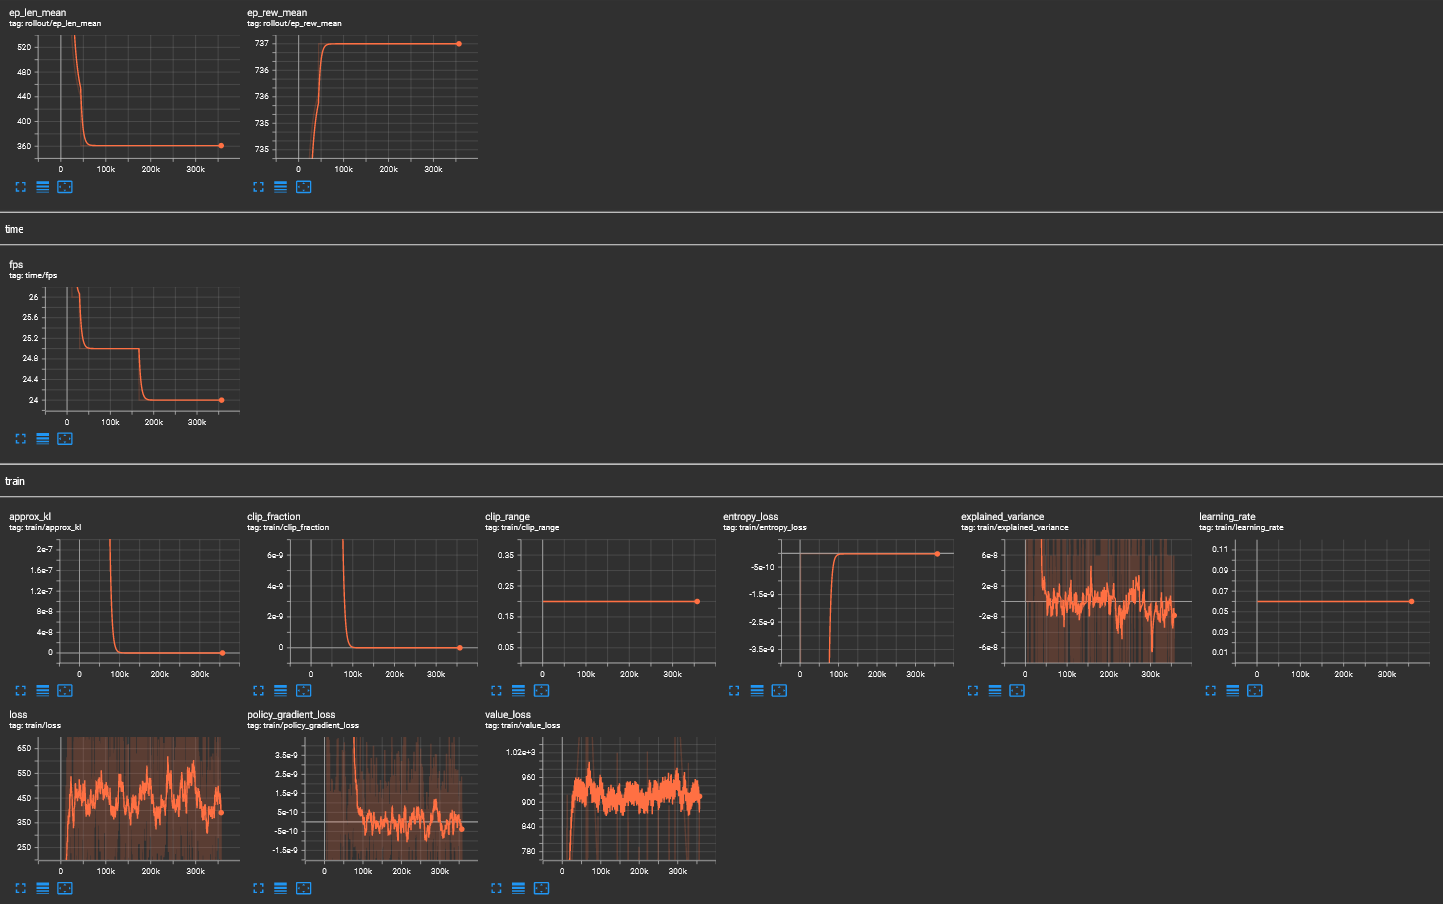 ep_len_mean
tag: rollout/ep_len_mean
520
480
440
400
360
0 100k 200k 300k
ep_rew_mean
tag: rollout/ep_rew_mean
737
736
736
735
735
0 100k 200k 300k
time
fps
tag: time/fps
26
25.6
25.2
24.8
24.4
24
0 100k 200k 300k
train
approx_kl
tag: train/approx_kl
2e-7
1.6e-7
1.2e-7
8e-8
4e-8
0
0 100k 200k 300k
clip_fraction
tag: train/clip_fraction
6e-9
4e-9
2e-9
0
0 100k 200k 300k
clip_range
tag: train/clip_range
0.35
0.25
0.15
0.05
0 100k 200k 300k
entropy_loss
tag: train/entropy_loss
-5e-10
-1.5e-9
-2.5e-9
-3.5e-9
0 100k 200k 300k
explained_variance
tag: train/explained_variance
6e-8
2e-8
-2e-8
-6e-8
0 100k 200k 300k
learning_rate
tag: train/learning_rate
0.11
0.09
0.07
0.05
0.03
0.01
0 100k 200k 300k
loss
tag: train/loss
650
550
450
350
250
0 100k 200k 300k
policy_gradient_loss
tag: train/policy_gradient_loss
3.5e-9
2.5e-9
1.5e-9
5e-10
-5e-10
-1.5e-9
0 100k 200k 300k
value_loss
tag: train/value_loss
1.02e+3
960
900
840
780
0 100k 200k 300k